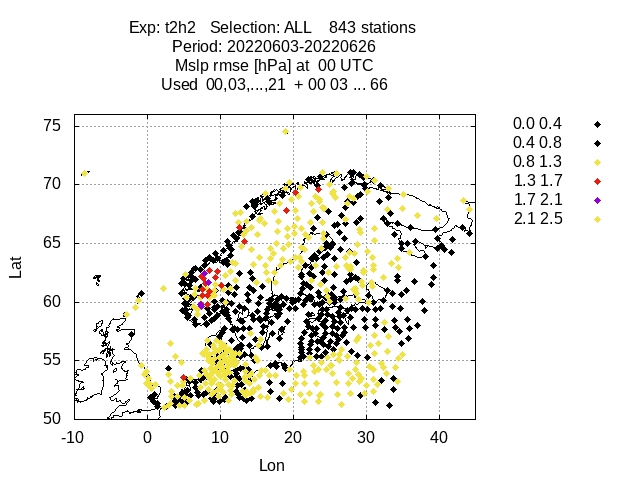 Exp: t2h2   Selection: ALL    843 stations
Period: 20220603-20220626
Mslp rmse [hPa] at  00 UTC
Used  00,03,...,21  + 00 03 ... 66
0.0 0.4
0.4 0.8
0.8 1.3
1.3 1.7
1.7 2.1
2.1 2.5
75
70
65
60
55
50
Lat
-10 0 10 20 30 40
Lon